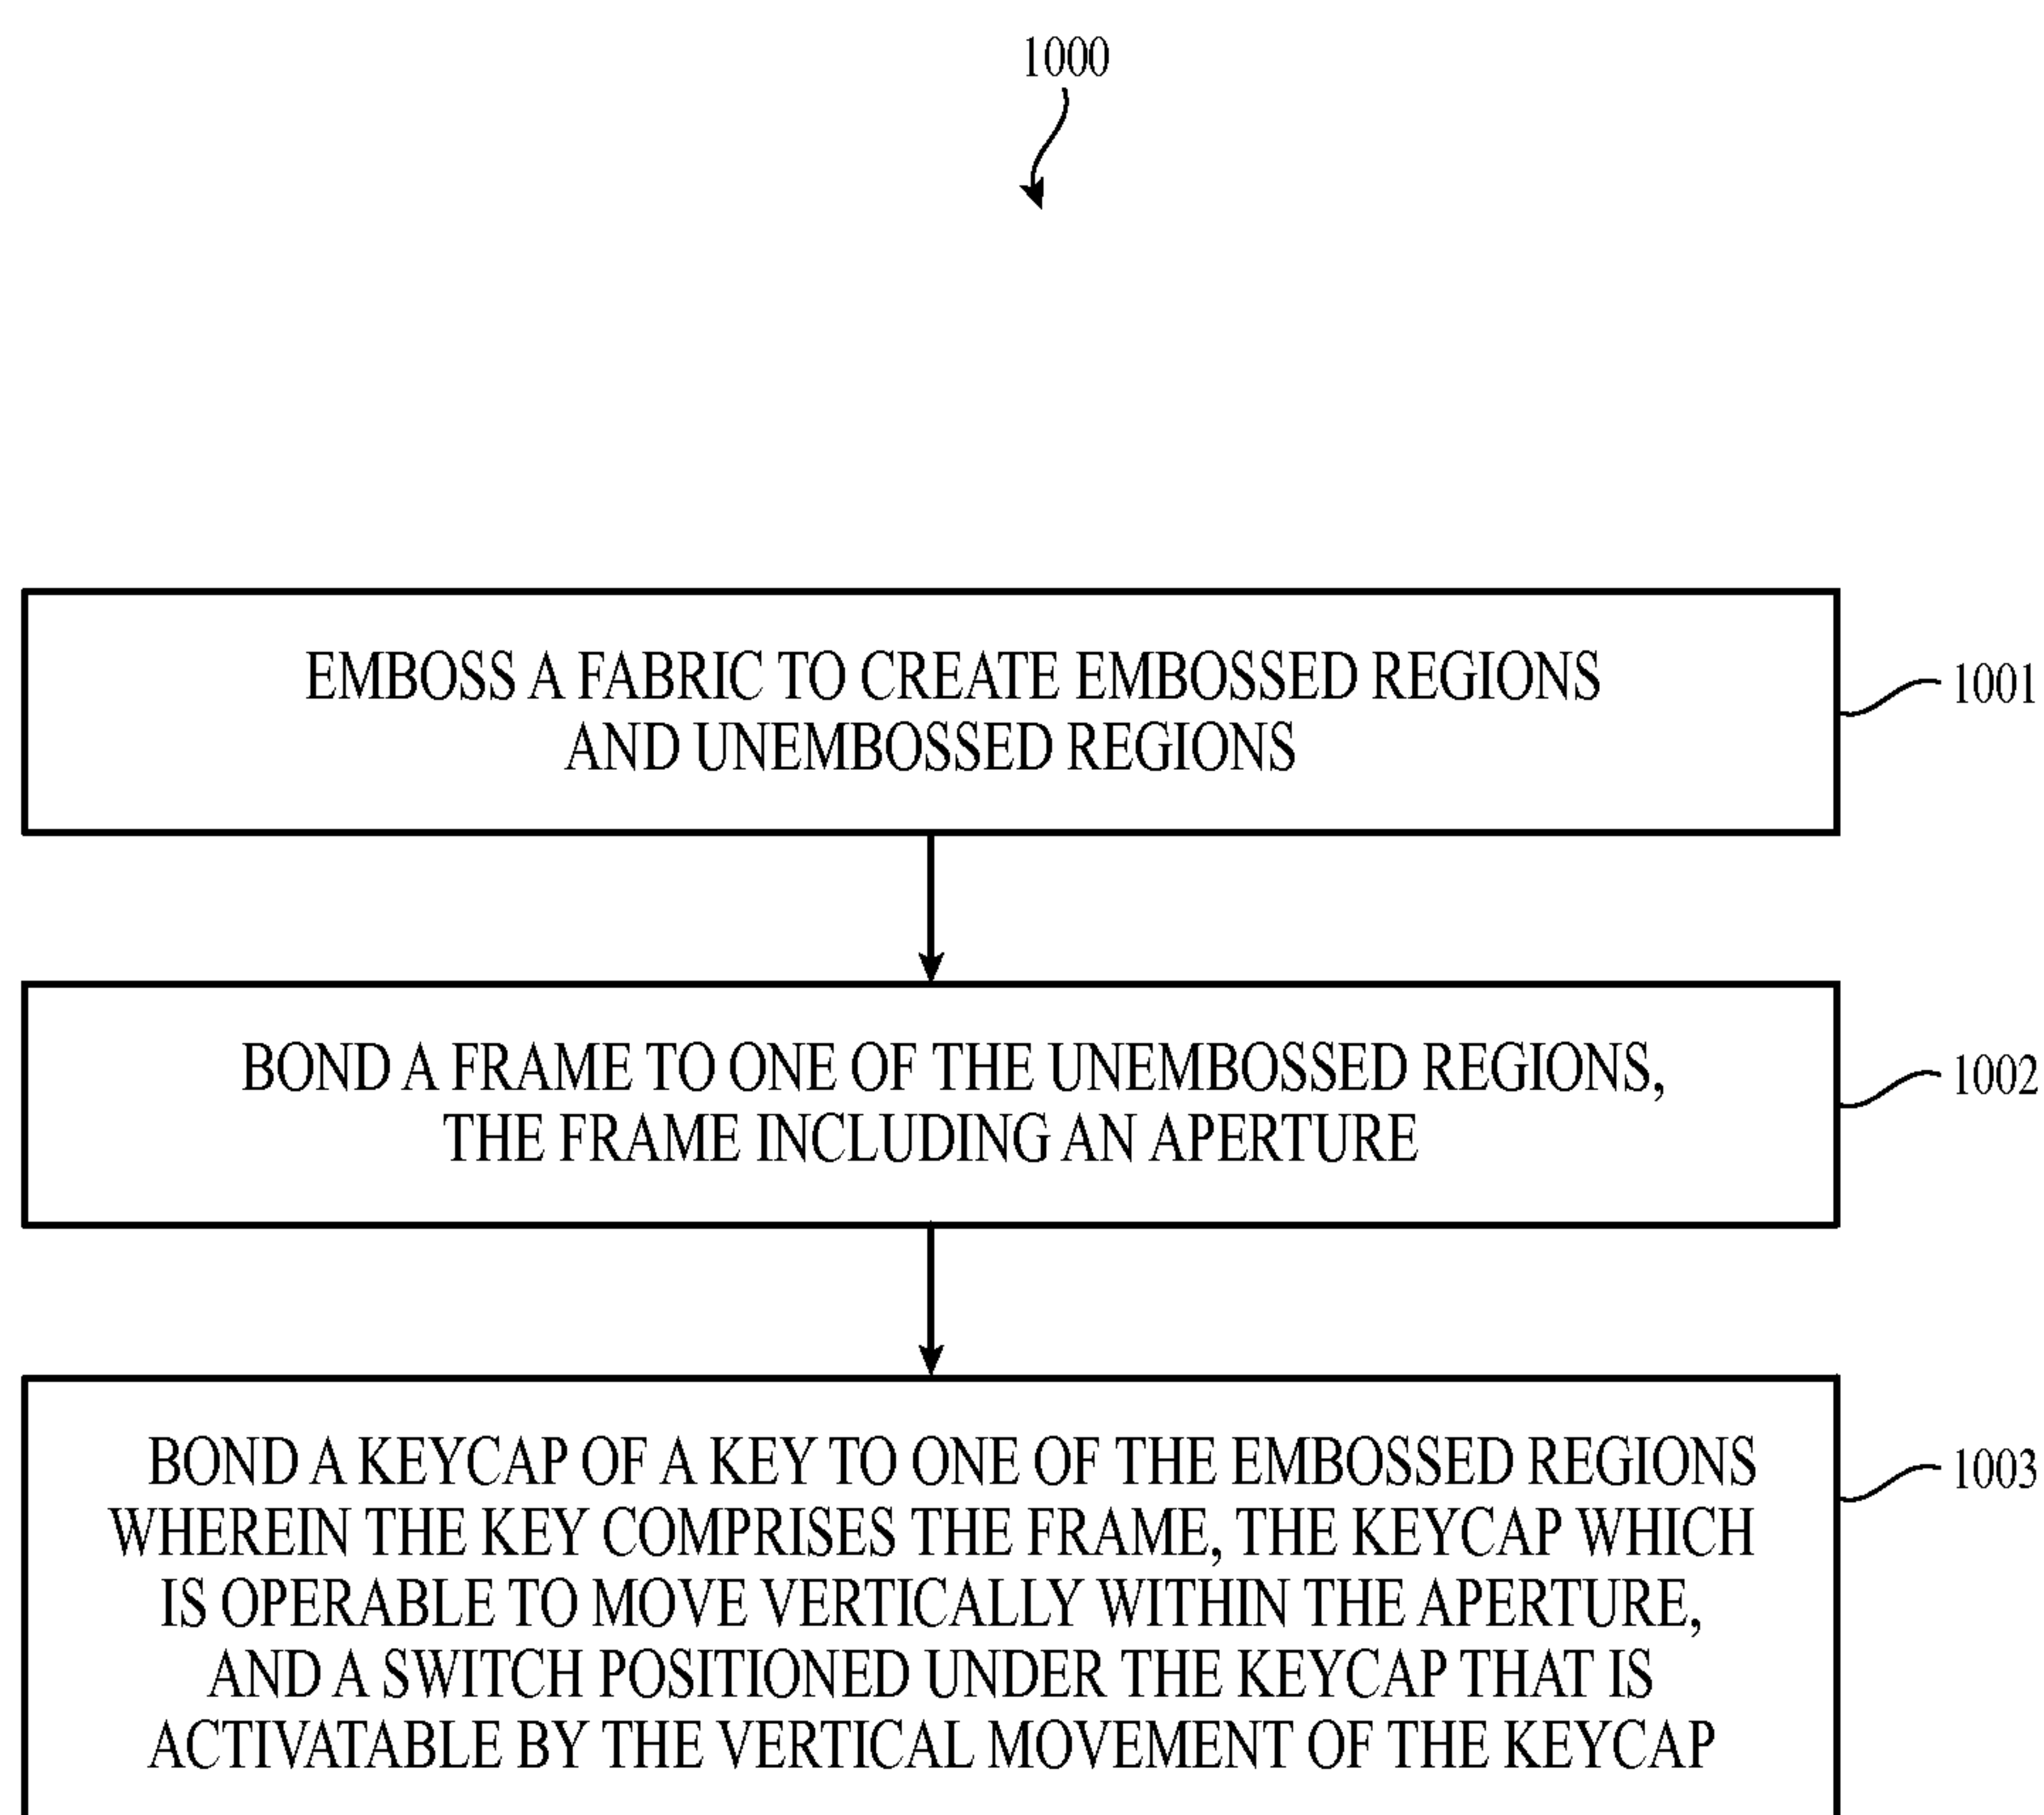 1000
EMBOSS A FABRIC TO CREATE EMBOSSED REGIONS
AND UNEMBOSSED REGIONS
1001
BOND A FRAME TO ONE OF THE UNEMBOSSED REGIONS,
THE FRAME INCLUDING AN APERTURE
1002
BOND A KEYCAP OF A KEY TO ONE OF THE EMBOSSED REGIONS
WHEREIN THE KEY COMPRISES THE FRAME, THE KEYCAP WHICH
IS OPERABLE TO MOVE VERTICALLY WITHIN THE APERTURE,
AND A SWITCH POSITIONED UNDER THE KEYCAP THAT IS
ACTIVATABLE BY THE VERTICAL MOVEMENT OF THE KEYCAP
1003